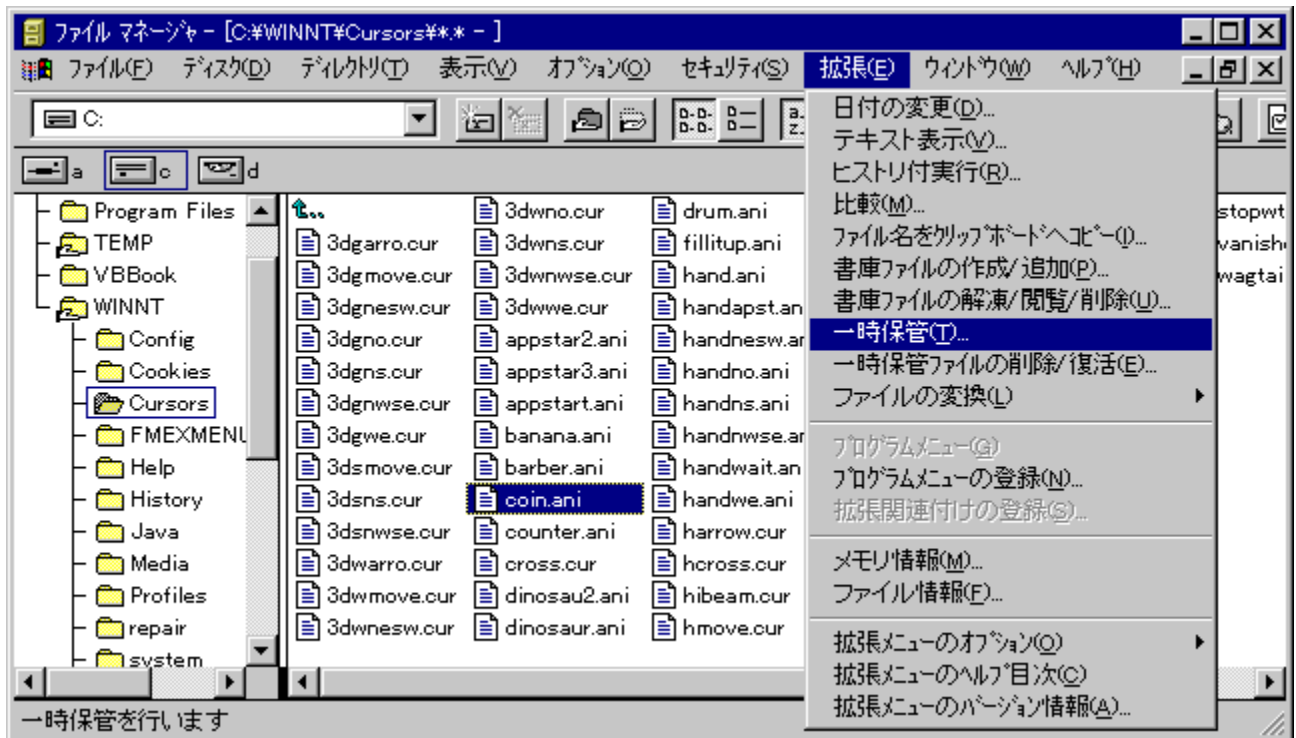 ファイル マネージャ - [C:¥WINNT¥Cursors¥*.* - ]
ファイル(F) ディスク(D) ディレクトリ(T) 表示(V) オプション(O) セキュリティ(S) 拡張(E) ウィンドウ(W) ヘルプ(H)
C:
a c d
Program Files
TEMP
VBBook
WINNT
Config
Cookies
Cursors
FMEXMENU
Help
History
Java
Media
Profiles
repair
system
..
3dgarro.cur
3dgmove.cur
3dgnesw.cur
3dgno.cur
3dgns.cur
3dgnwse.cur
3dgwe.cur
3dsmove.cur
3dsns.cur
3dsnwse.cur
3dwarro.cur
3dwmove.cur
3dwnesw.cur
3dwno.cur
3dwns.cur
3dwnwse.cur
3dwwe.cur
appstar2.ani
appstar3.ani
appstart.ani
banana.ani
barber.ani
coin.ani
counter.ani
cross.cur
dinosau2.ani
dinosaur.ani
drum.ani
fillitup.ani
hand.ani
handapst.an
handnesw.ar
handno.ani
handns.ani
handnwse.ar
handwait.an
handwe.ani
harrow.cur
hcross.cur
hibeam.cur
hmove.cur
日付の変更(D)...
テキスト表示(V)...
ヒストリ付実行(R)...
比較(M)...
ファイル名をクリップボードへコピー(I)...
書庫ファイルの作成/追加(P)...
書庫ファイルの解凍/閲覧/削除(U)...
一時保管(T)...
一時保管ファイルの削除/復活(E)...
ファイルの変換(L)
プログラムメニュー(G)
プログラムメニューの登録(N)...
拡張関連付けの登録(S)...
メモリ情報(M)...
ファイル情報(F)...
拡張メニューのオプション(O)
拡張メニューのヘルプ目次(C)
拡張メニューのバージョン情報(A)...
stopwt
vanish
wagtai
一時保管を行います